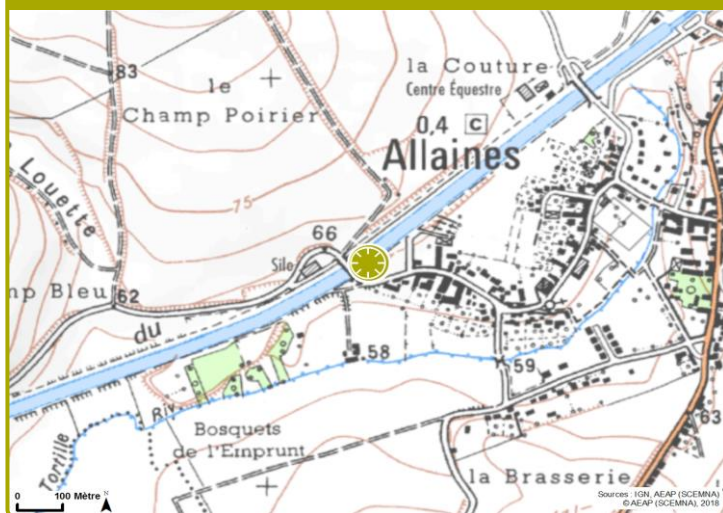 83
le
Champ Poirier
la Couture
Centre Équestre
0,4 C
Allaines
Louette
75
66
Silo
mp Bleu
62
du
58
59
Riv
Tortille
Bosquets
de l'Emprunt
la Brasserie
63
0 100 Mètre
N
Sources : IGN, AEAP (SCEMNA)
©AEAP (SCEMNA), 2018